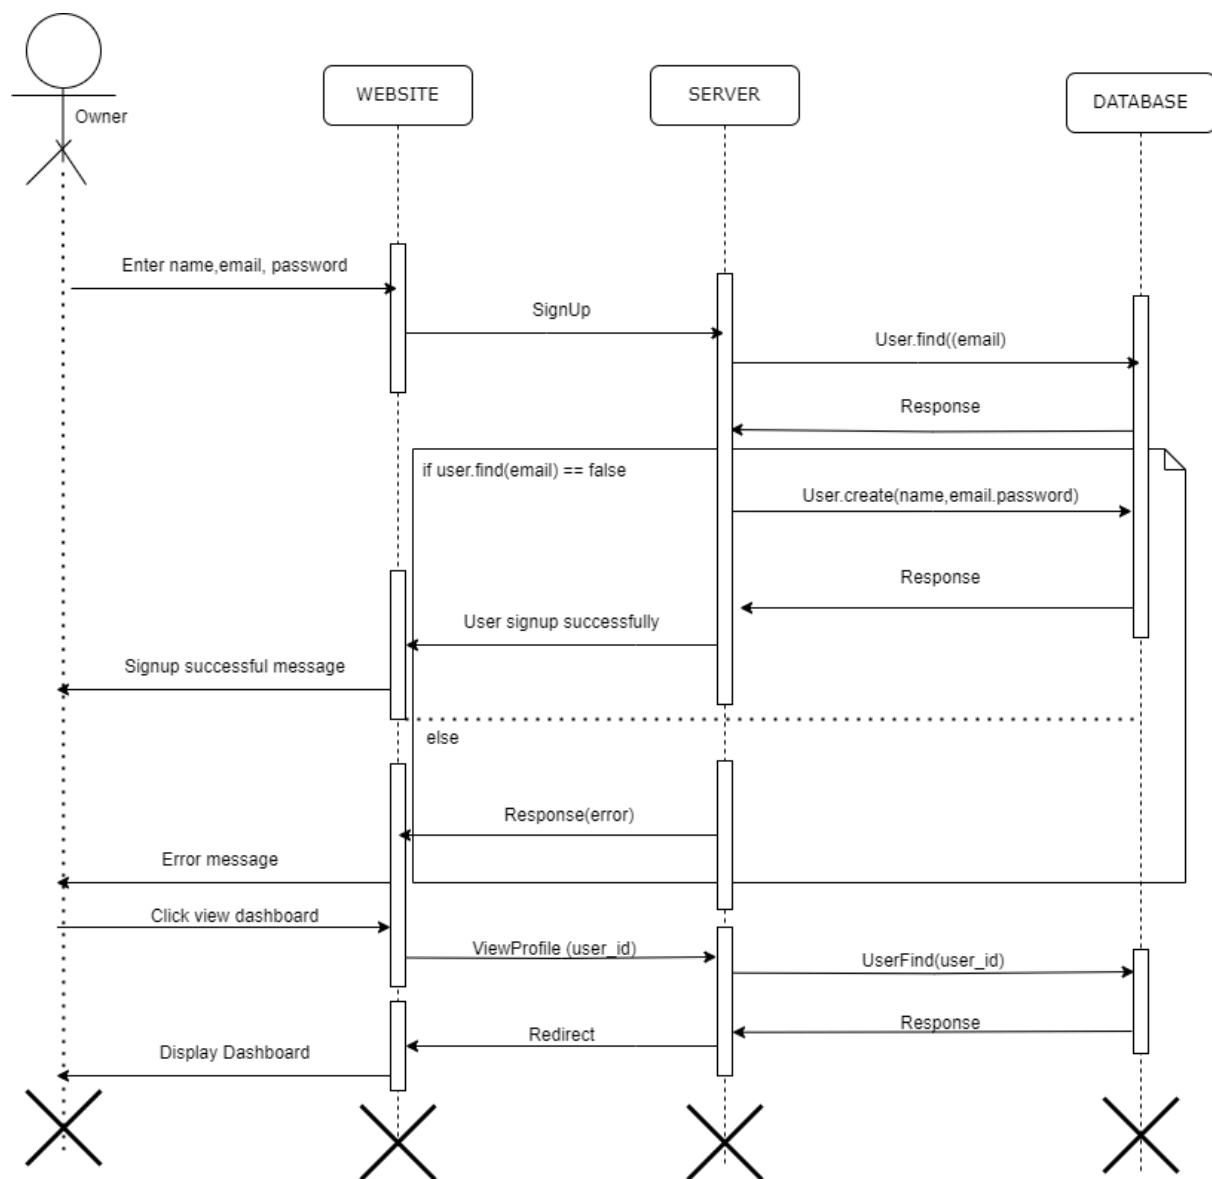 Owner
WEBSITE
SERVER
DATABASE
Enter name,email, password
SignUp
User.find((email)
Response
if user.find(email) == false
User.create(name,email.password)
Response
User signup successfully
Signup successful message
else
Response(error)
Error message
Click view dashboard
ViewProfile (user_id)
UserFind(user_id)
Response
Redirect
Display Dashboard